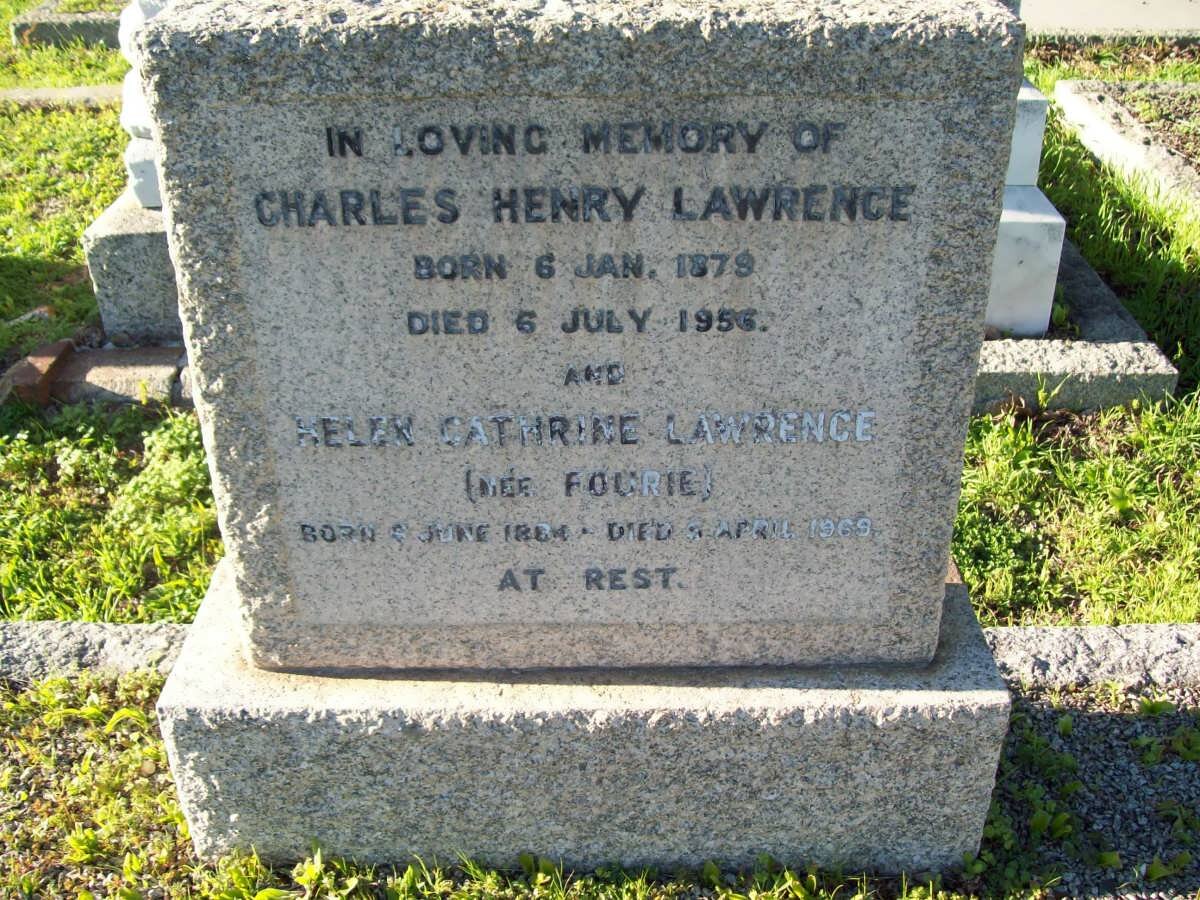 IN LOVING MEMORY OF
CHARLES HENRY LAWRENCE
BORN 6 JAN. 1879
DIED 6 JULY 1956.
AND
HELEN CATHRINE LAWRENCE
(NÉE FOURIE)
BORN JUNE 1884 - DIED APRIL 1969.
AT REST.